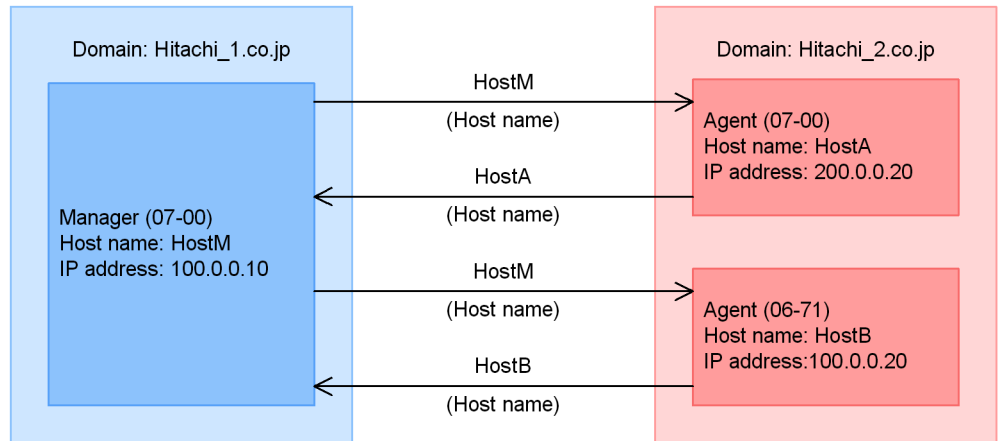 Domain: Hitachi_1.co.jp
Manager (07-00)
Host name: HostM
IP address: 100.0.0.10
HostM
(Host name)
HostA
(Host name)
HostM
(Host name)
HostB
(Host name)
Domain: Hitachi_2.co.jp
Agent (07-00)
Host name: HostA
IP address: 200.0.0.20
Agent (06-71)
Host name: HostB
IP address:100.0.0.20